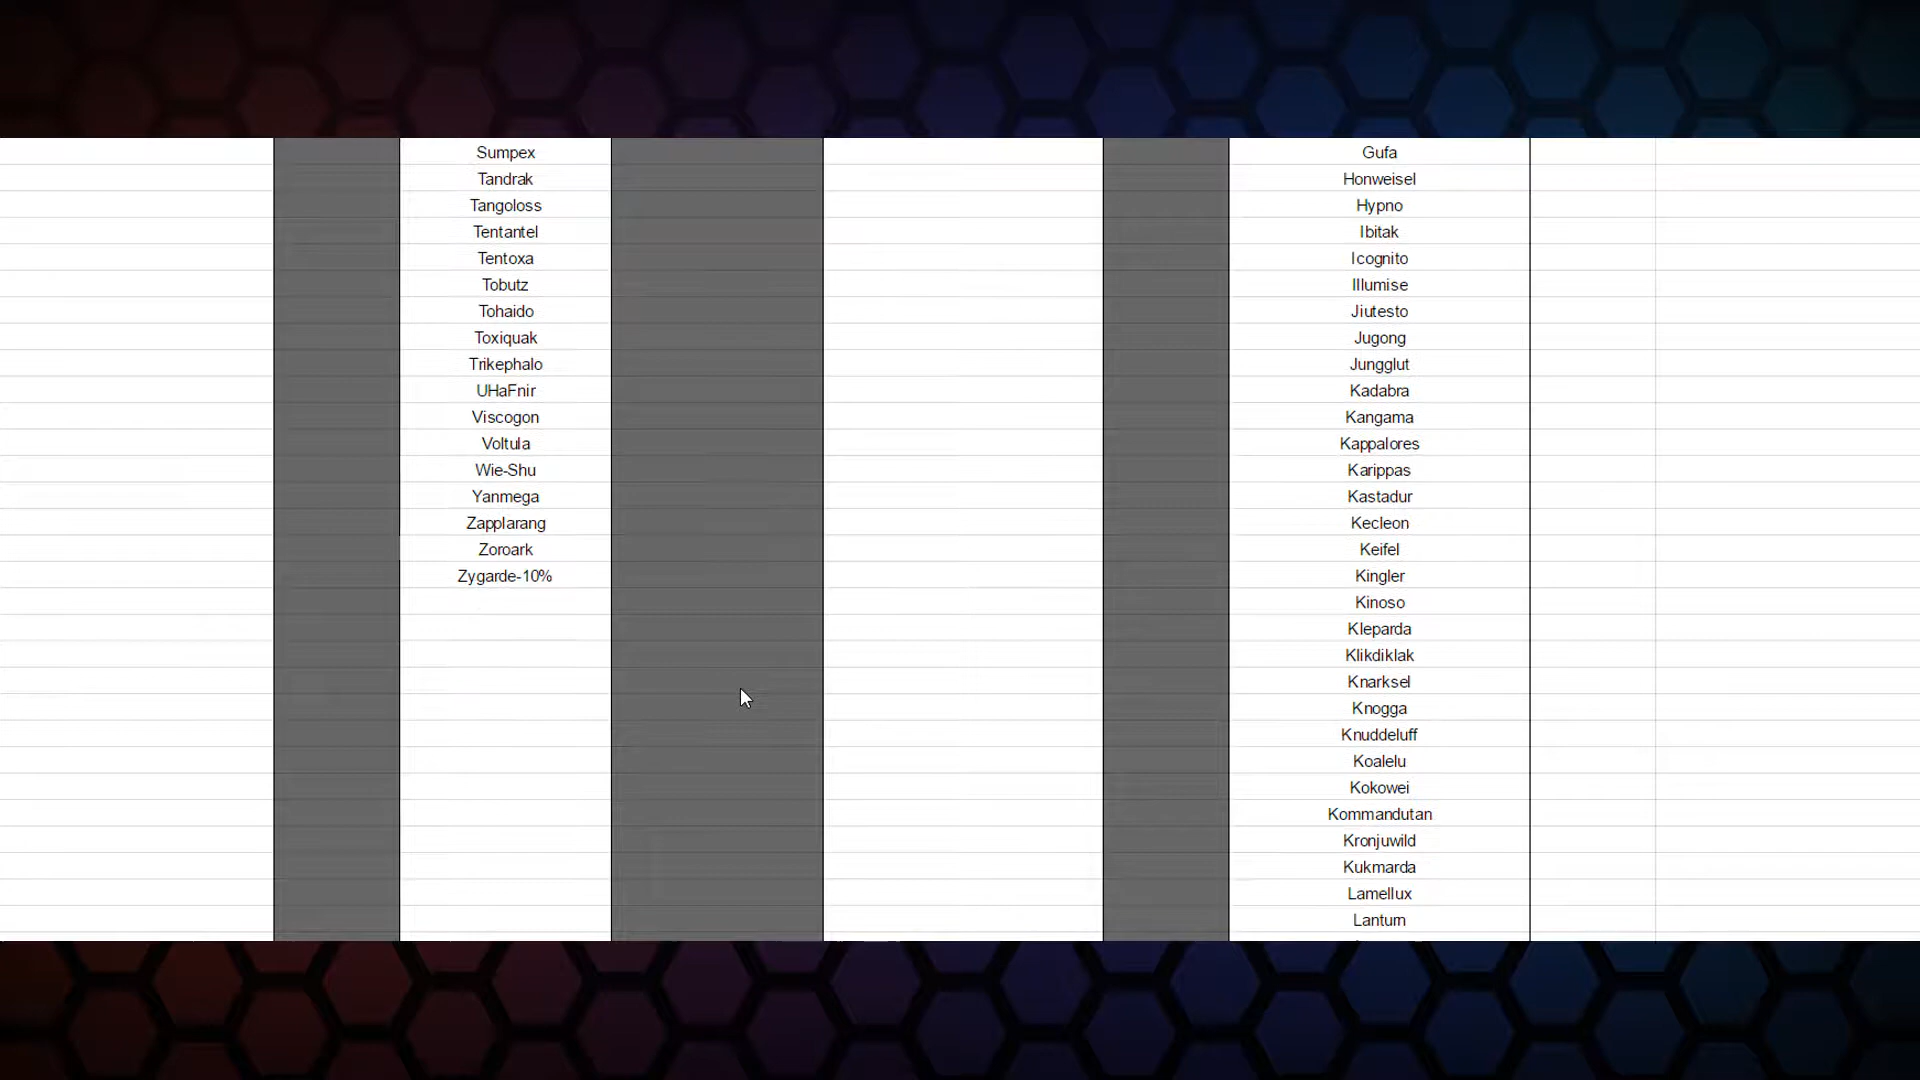 Sumpex
Tandrak
Tangoloss
Tentantel
Tentoxa
Tobutz
Tohaido
Toxiquak
Trikephalo
UHaFnir
Viscogon
Voltula
Wie-Shu
Yanmega
Zapplarang
Zoroark
Zygarde-10%
Gufa
Honweisel
Hypno
Ibitak
Icognito
Illumise
Jiutesto
Jugong
Jungglut
Kadabra
Kangama
Kappalores
Karippas
Kastadur
Kecleon
Keifel
Kingler
Kinoso
Kleparda
Klikdiklak
Knarksel
Knogga
Knuddeluff
Koalelu
Kokowei
Kommandutan
Kronjuwild
Kukmarda
Lamellux
Lanturn